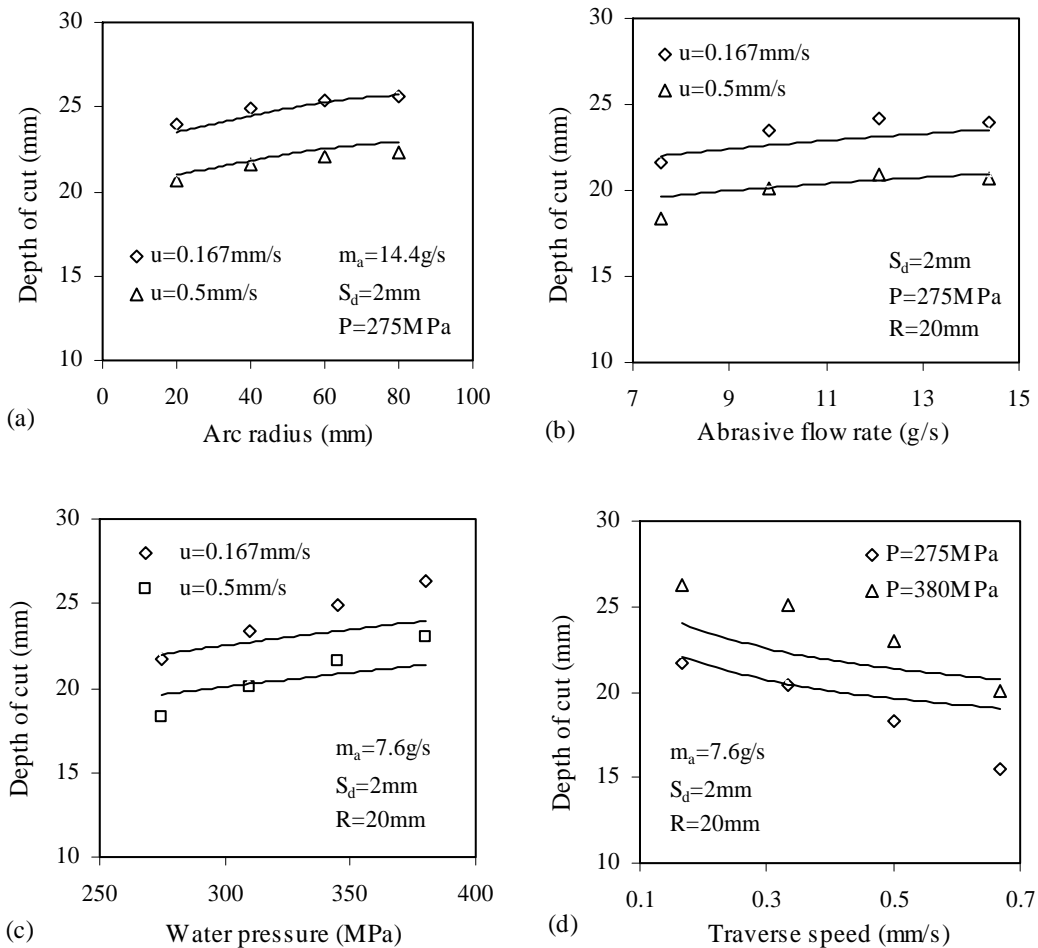 30
25
20
15
10
Depth of cut (mm)
u=0.167mm/s
u=0.5mm/s
mₐ=14.4g/s
S_d=2mm
P=275MPa
0 20 40 60 80 100
Arc radius (mm)
(a)
30
25
20
15
10
Depth of cut (mm)
u=0.167mm/s
u=0.5mm/s
S_d=2mm
P=275MPa
R=20mm
7 9 11 13 15
Abrasive flow rate (g/s)
(b)
30
25
20
15
10
Depth of cut (mm)
u=0.167mm/s
u=0.5mm/s
mₐ=7.6g/s
S_d=2mm
R=20mm
250 300 350 400
Water pressure (MPa)
(c)
30
25
20
15
10
Depth of cut (mm)
P=275MPa
P=380MPa
mₐ=7.6g/s
S_d=2mm
R=20mm
0.1 0.3 0.5 0.7
Traverse speed (mm/s)
(d)